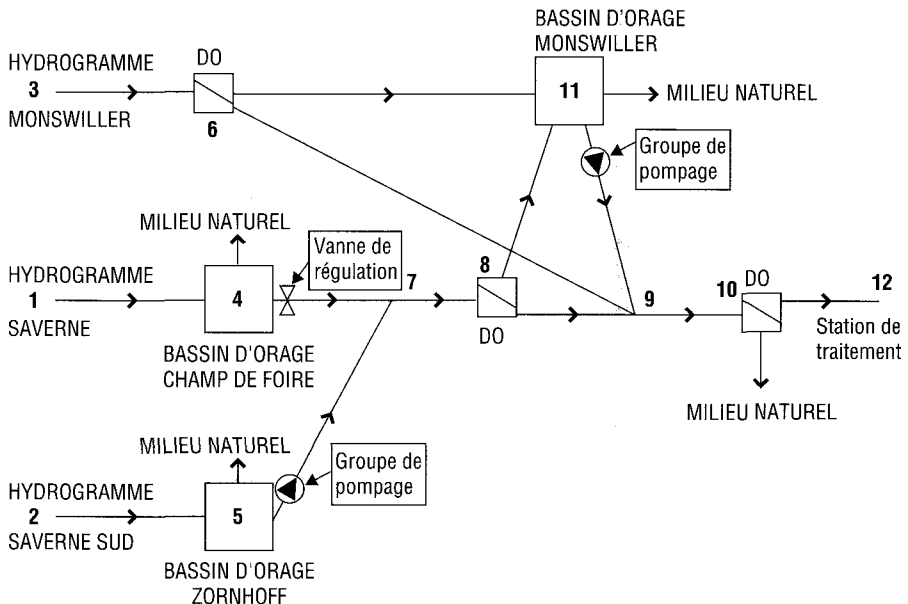 BASSIN D'ORAGE
MONSWILLER
HYDROGRAMME
3
MONSWILLER
DO
6
11
MILIEU NATUREL
Groupe de
pompage
MILIEU NATUREL
Vanne de
régulation
HYDROGRAMME
1
SAVERNE
4
7
8
DO
9
10
DO
12
Station de
traitement
BASSIN D'ORAGE
CHAMP DE FOIRE
MILIEU NATUREL
MILIEU NATUREL
Groupe de
pompage
HYDROGRAMME
2
SAVERNE SUD
5
BASSIN D'ORAGE
ZORNHOFF